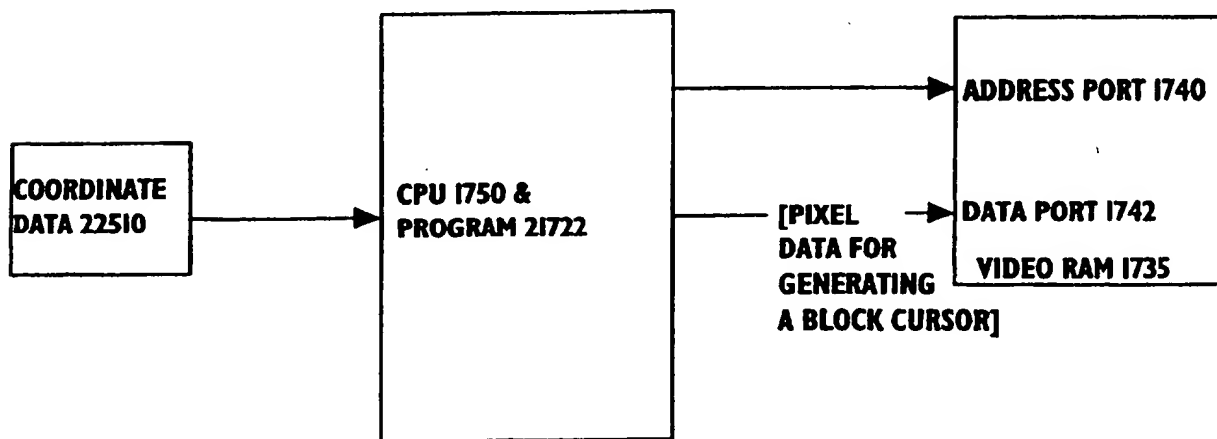 COORDINATE
DATA 22510
CPU 1750 &
PROGRAM 21722
ADDRESS PORT 1740
[PIXEL
DATA FOR
GENERATING
A BLOCK CURSOR]
DATA PORT 1742
VIDEO RAM 1735